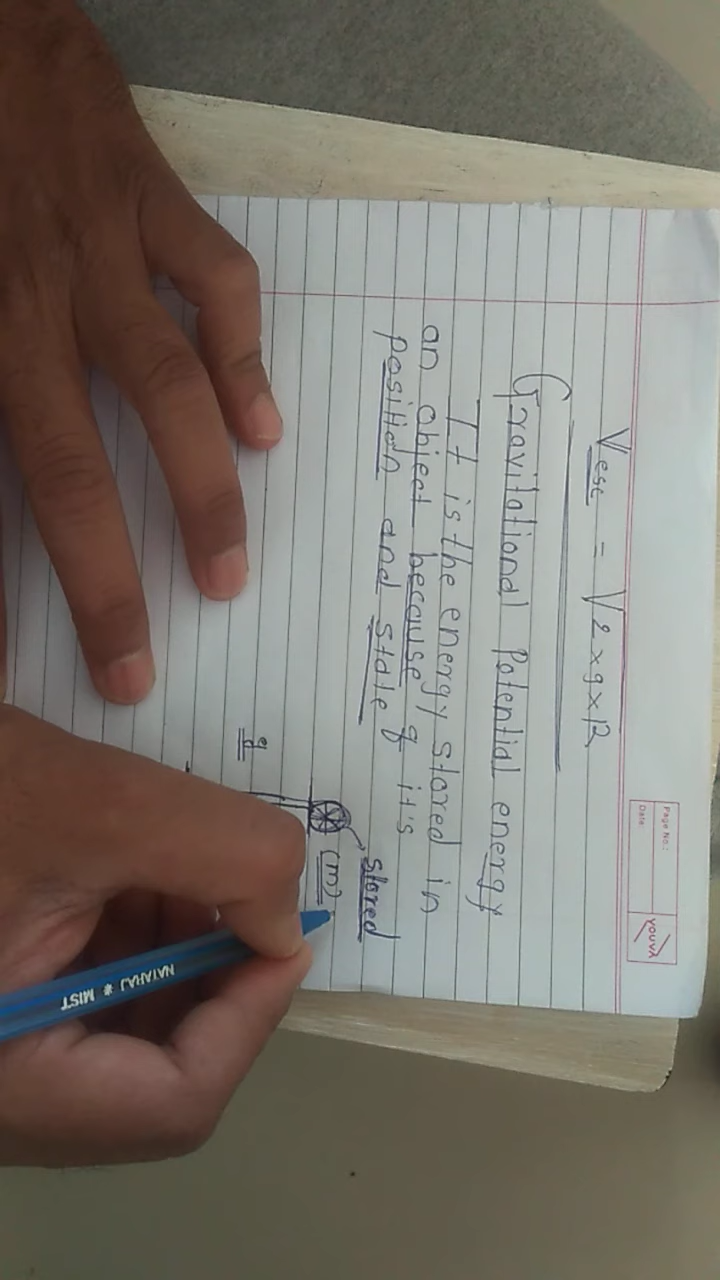 Page No.:
Date
YOUVA
Vesc = √2×g×R
Gravitational Potential energy
It is the energy stored in
an object because of it's
position and state
stored
(m)
g
NATARAJ * MIST